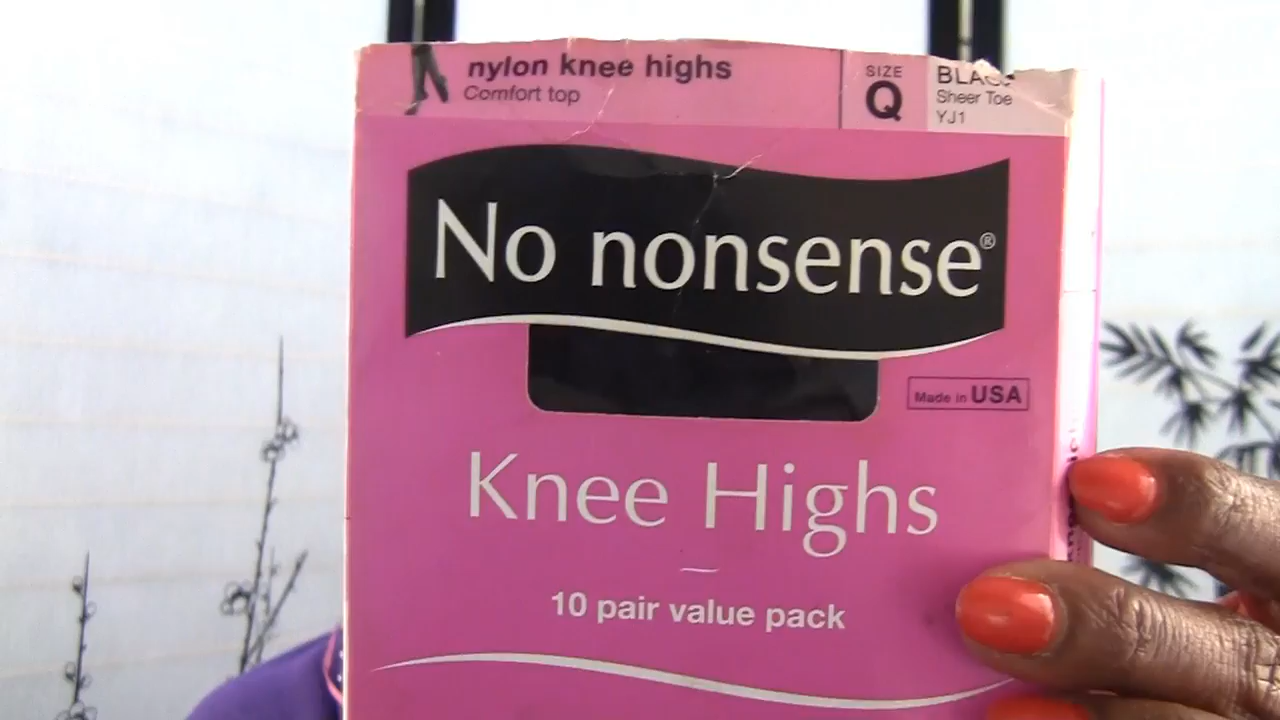 nylon knee highs
Comfort top
SIZE
Q
Sheer Toe
YJ1
No nonsense®
Made in USA
Knee Highs
10 pair value pack